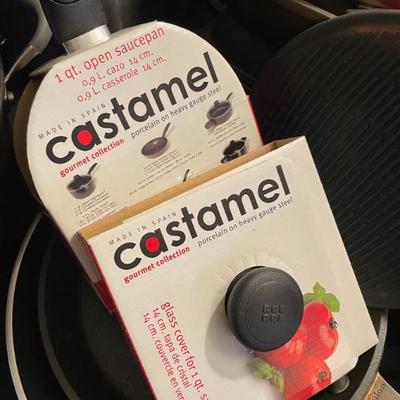 1 qt. open saucepan
0,9 L. cazo 14 cm.
0,9 L. casserole 14 cm.
MADE IN SPAIN
castamel
gourmet collection porcelain on heavy gauge steel
MADE IN SPAIN
castamel
gourmet collection porcelain on heavy gauge steel
glass cover for 1 qt.
14 cm. tapa de cristal
14 cm. couvercle en